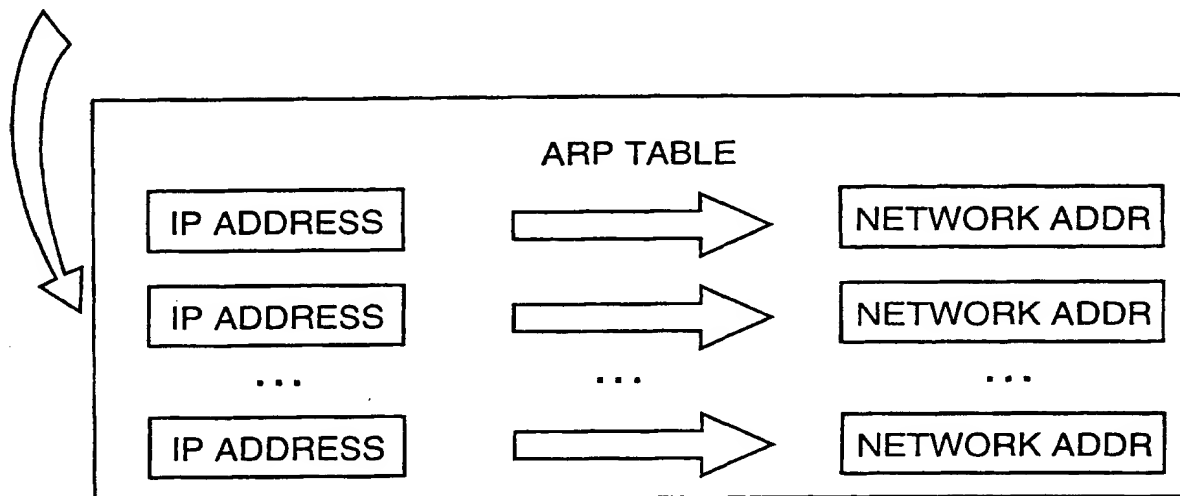 ARP TABLE
IP ADDRESS NETWORK ADDR
IP ADDRESS NETWORK ADDR
... ... ...
IP ADDRESS NETWORK ADDR